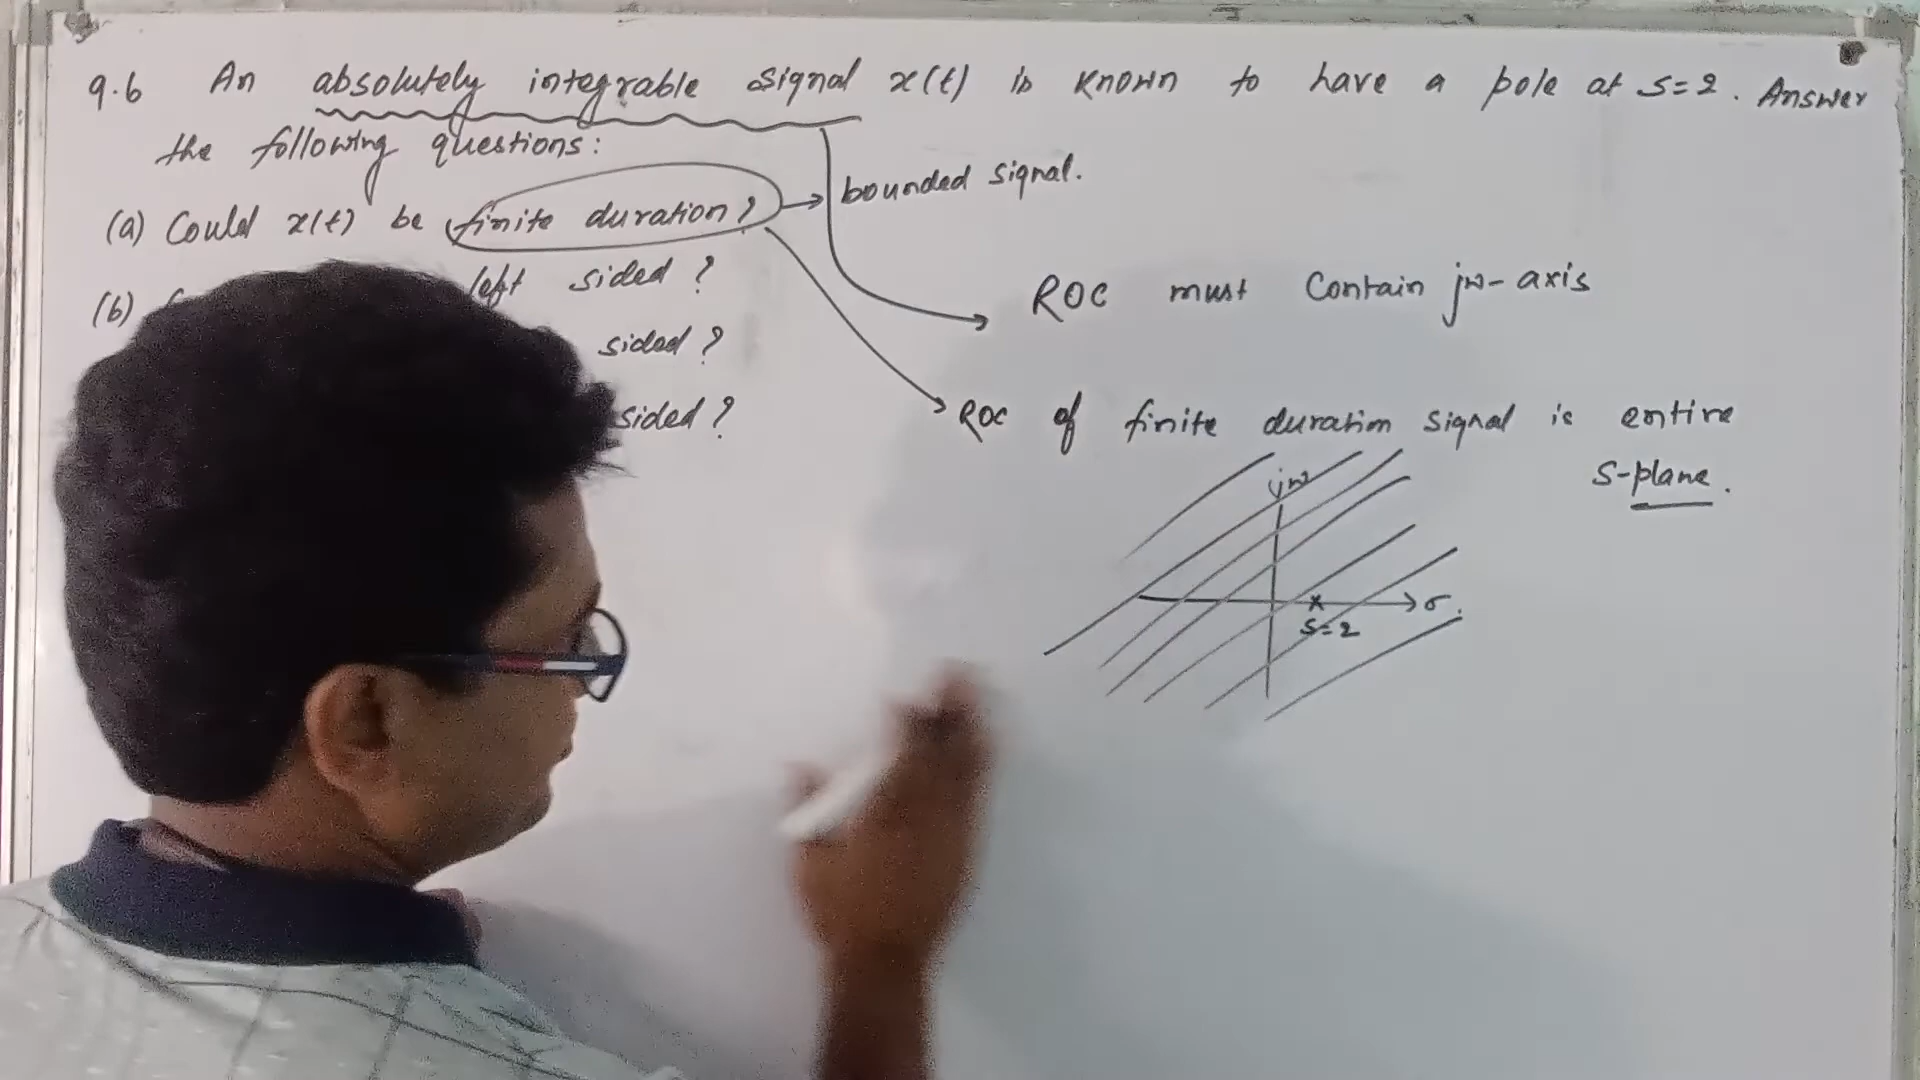 9.6 An absolutely integrable signal x(t) is known to have a pole at s=2. Answer
the following questions:
bounded signal.
(a) Could x(t) be finite duration?
(b) left sided?
ROC must contain jw-axis
sided?
sided?
ROC of finite duration signal is entire
S-plane.
jw
σ.
S=2